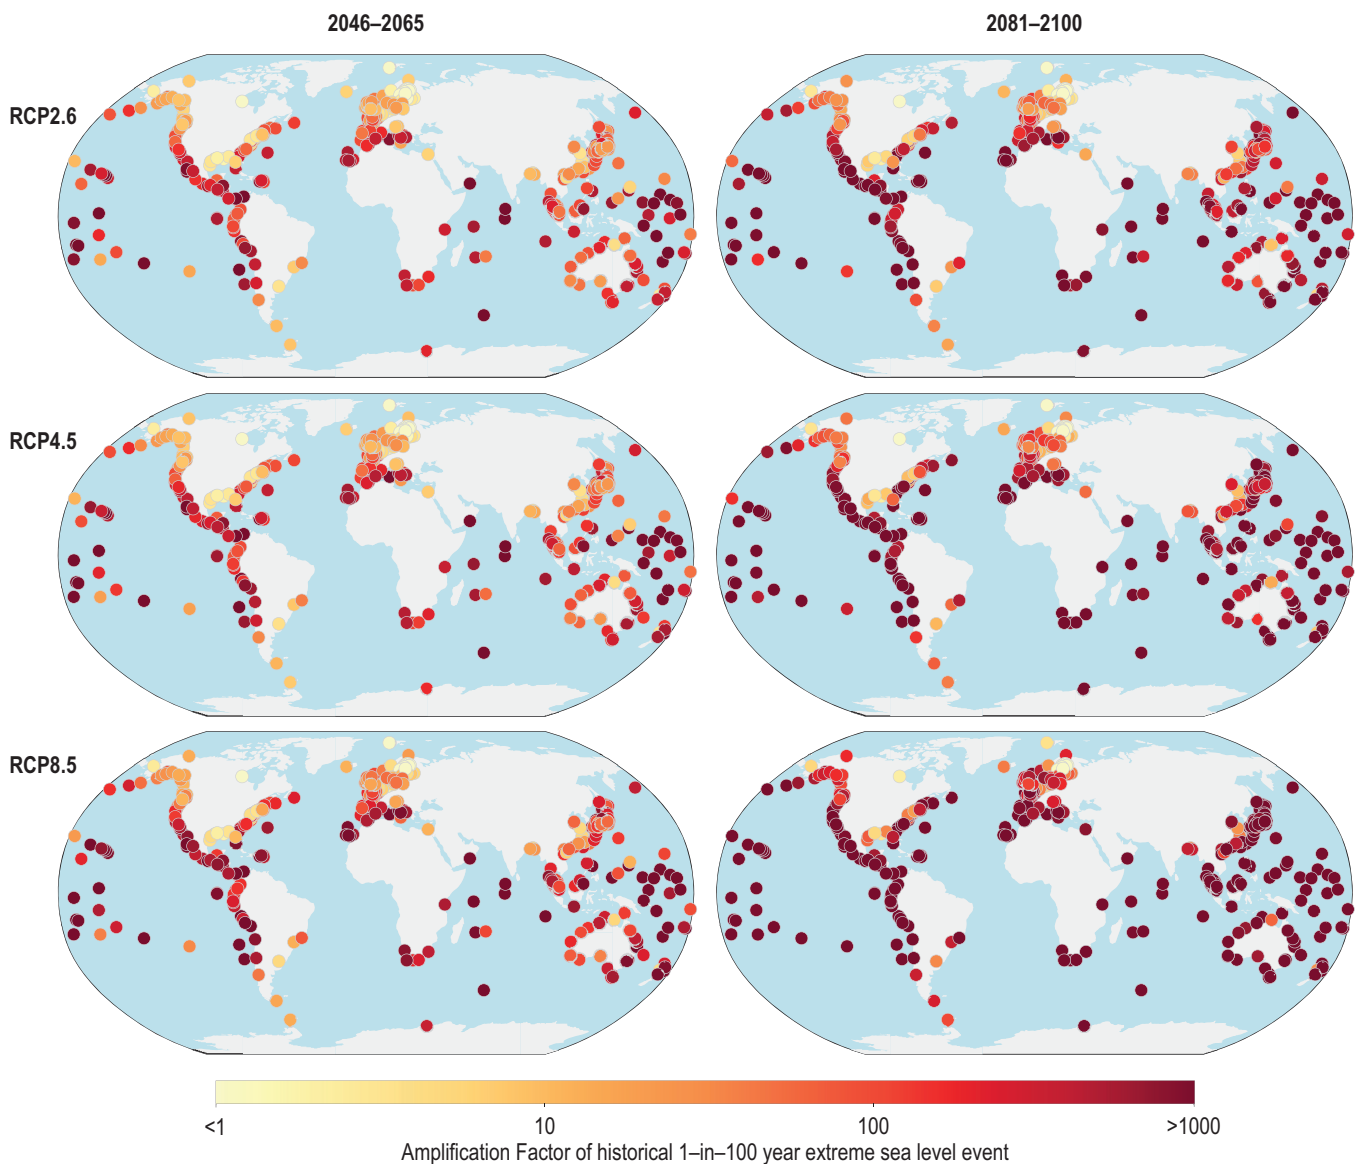 2046–2065
2081–2100
RCP2.6
RCP4.5
RCP8.5
<1
10
100
>1000
Amplification Factor of historical 1–in–100 year extreme sea level event